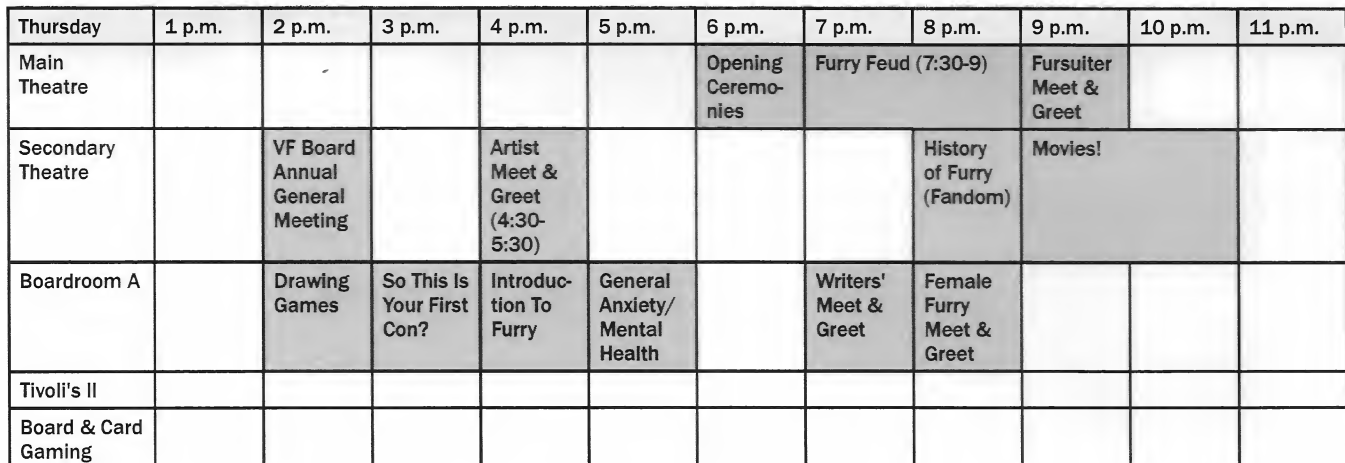 Thursday 1 p.m. 2 p.m. 3 p.m. 4 p.m. 5 p.m. 6 p.m. 7 p.m. 8 p.m. 9 p.m. 10 p.m. 11 p.m.
Main
Theatre
Opening
Ceremo-
nies
Furry Feud (7:30-9)
Fursuiter
Meet &
Greet
Secondary
Theatre
VF Board
Annual
General
Meeting
Artist
Meet &
Greet
(4:30-
5:30)
History
of Furry
(Fandom)
Movies!
Boardroom A
Drawing
Games
So This Is
Your First
Con?
Introduc-
tion To
Furry
General
Anxiety/
Mental
Health
Writers'
Meet &
Greet
Female
Furry
Meet &
Greet
Tivoli's II
Board & Card
Gaming